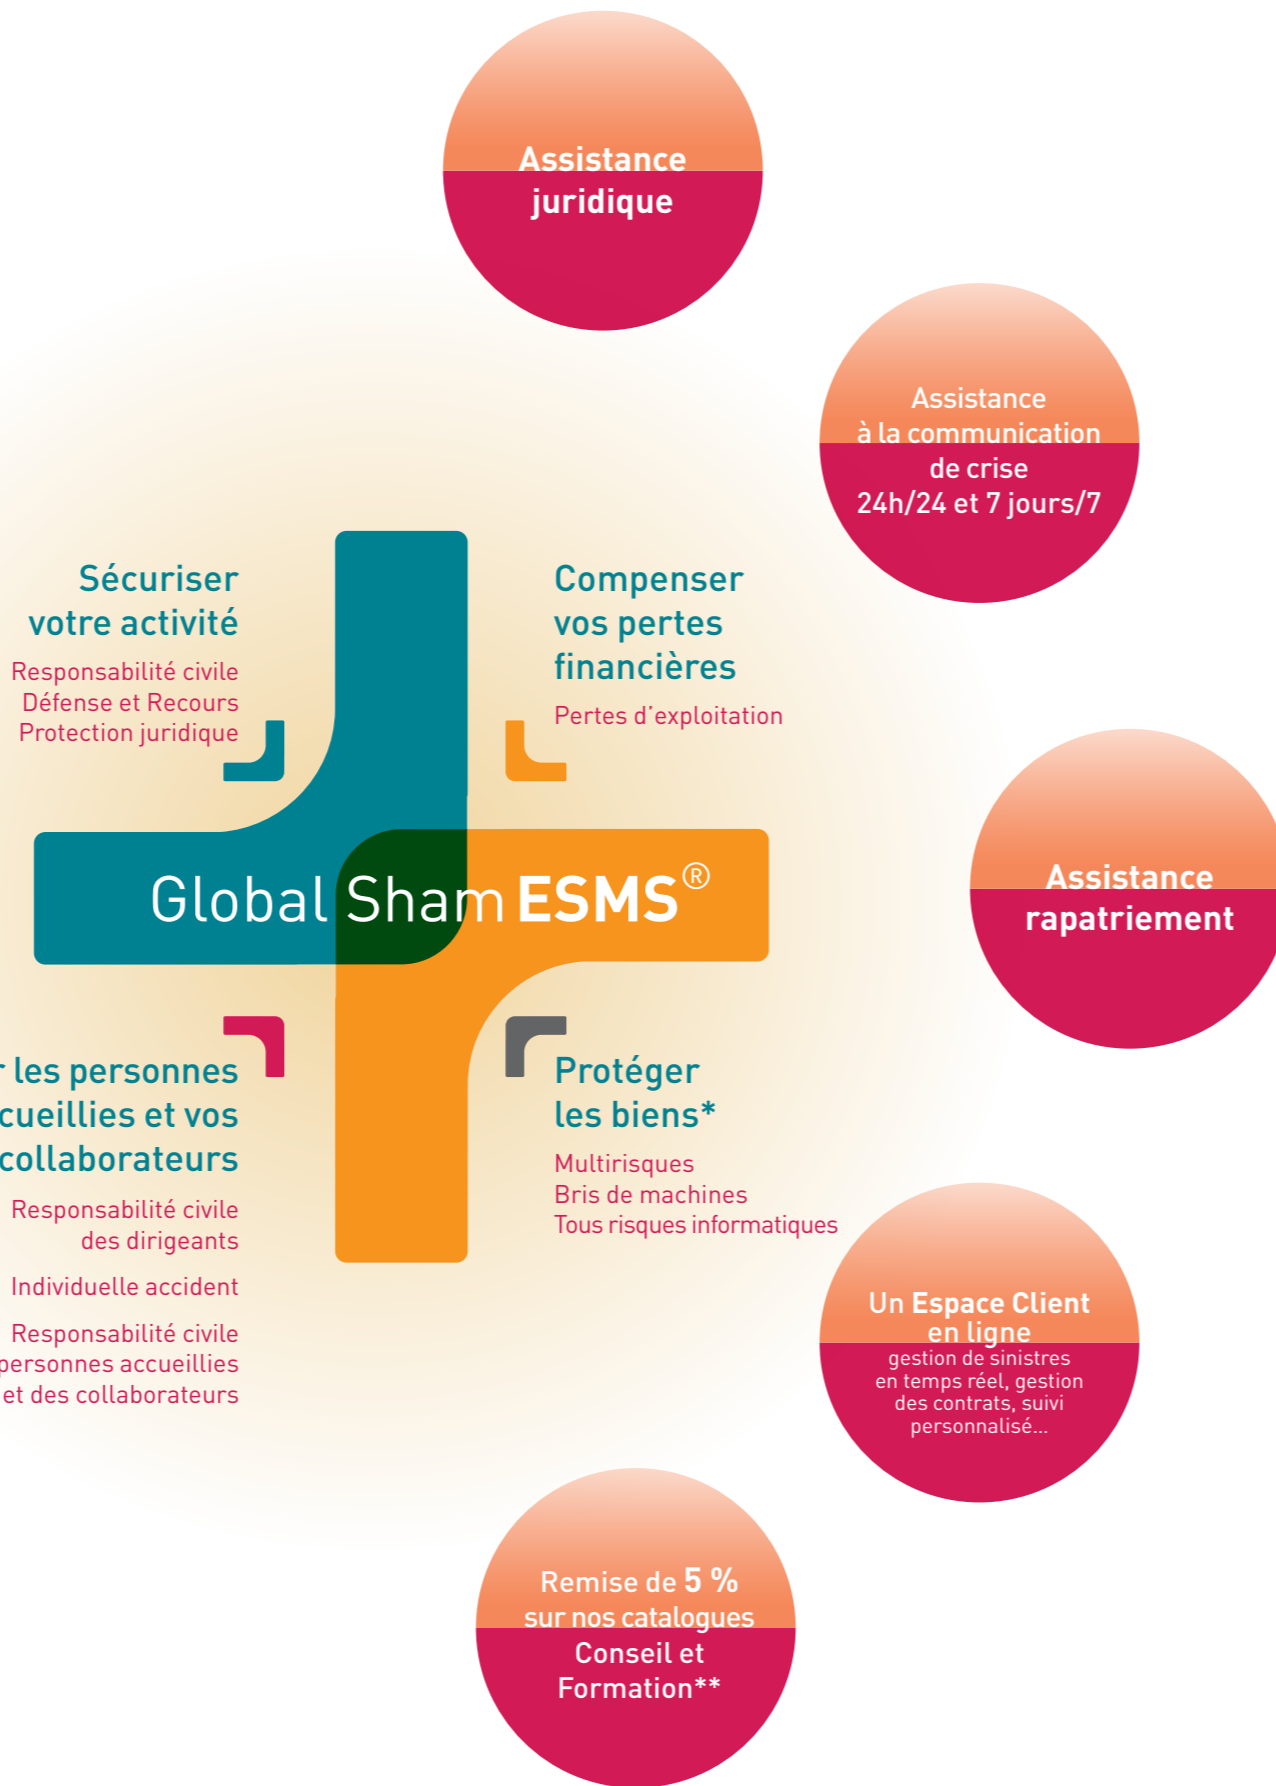 Assistance
juridique
Assistance
à la communication
de crise
24h/24 et 7 jours/7
Sécuriser
votre activité
Responsabilité civile
Défense et Recours
Protection juridique
Compenser
vos pertes
financières
Pertes d'exploitation
Global Sham ESMS®
Assistance
rapatriement
les personnes
et vos
collaborateurs
Responsabilité civile
des dirigeants
Individuelle accident
Responsabilité civile
personnes accueillies
et des collaborateurs
Protéger
les biens*
Multirisques
Bris de machines
Tous risques informatiques
Un Espace Client
en ligne
gestion de sinistres
en temps réel, gestion
des contrats, suivi
personnalisé...
Remise de 5 %
sur nos catalogues
Conseil et
Formation**